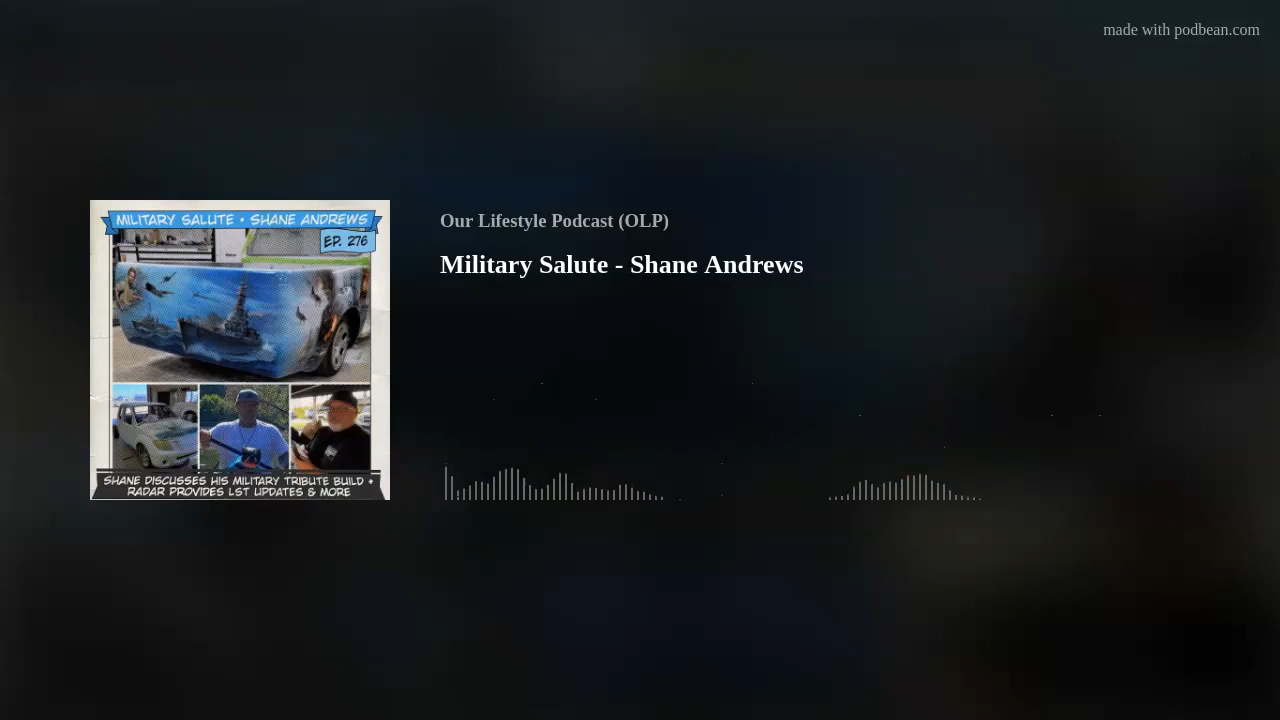 made with podbean.com
MILITARY SALUTE • SHANE ANDREWS
EP. 276
Our Lifestyle Podcast (OLP)
Military Salute - Shane Andrews
SHANE DISCUSSES HIS MILITARY TRIBUTE BUILD +
RADAR PROVIDES LST UPDATES & MORE